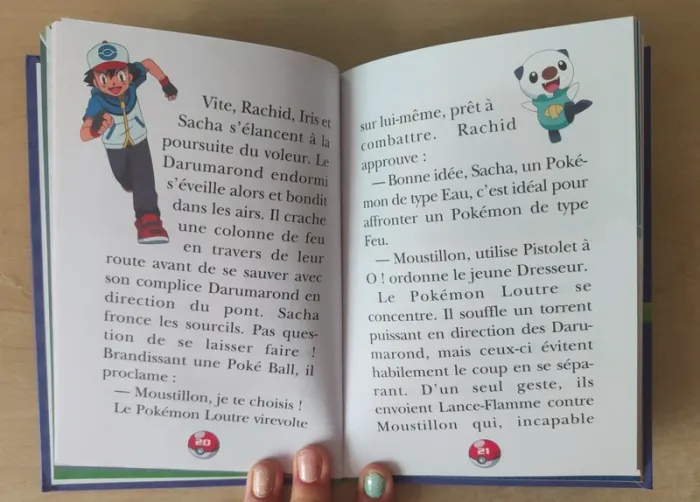 Vite, Rachid, Iris et
Sacha s'élancent à la
poursuite du voleur. Le
Darumarond endormi
s'éveille alors et bondit
dans les airs. Il crache
une colonne de feu
en travers de leur
route avant de se sauver avec
son complice Darumarond en
direction du pont. Sacha
fronce les sourcils. Pas ques-
tion de se laisser faire !
Brandissant une Poké Ball, il
proclame :
— Moustillon, je te choisis !
Le Pokémon Loutre virevolte
20
sur lui-même, prêt à
combattre. Rachid
approuve :
— Bonne idée, Sacha, un Poké-
mon de type Eau, c'est idéal pour
affronter un Pokémon de type
Feu.
— Moustillon, utilise Pistolet à
O ! ordonne le jeune Dresseur.
Le Pokémon Loutre se
concentre. Il souffle un torrent
puissant en direction des Daru-
marond, mais ceux-ci évitent
habilement le coup en se sépa-
rant. D'un seul geste, ils
envoient Lance-Flamme contre
Moustillon qui, incapable
21